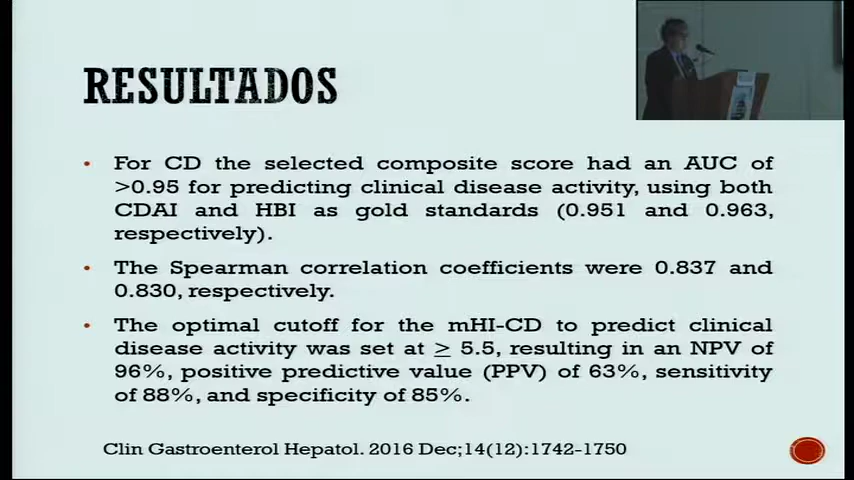 RESULTADOS
• For CD the selected composite score had an AUC of
>0.95 for predicting clinical disease activity, using both
CDAI and HBI as gold standards (0.951 and 0.963,
respectively).
• The Spearman correlation coefficients were 0.837 and
0.830, respectively.
• The optimal cutoff for the mHI-CD to predict clinical
disease activity was set at ≥ 5.5, resulting in an NPV of
96%, positive predictive value (PPV) of 63%, sensitivity
of 88%, and specificity of 85%.
Clin Gastroenterol Hepatol. 2016 Dec;14(12):1742-1750